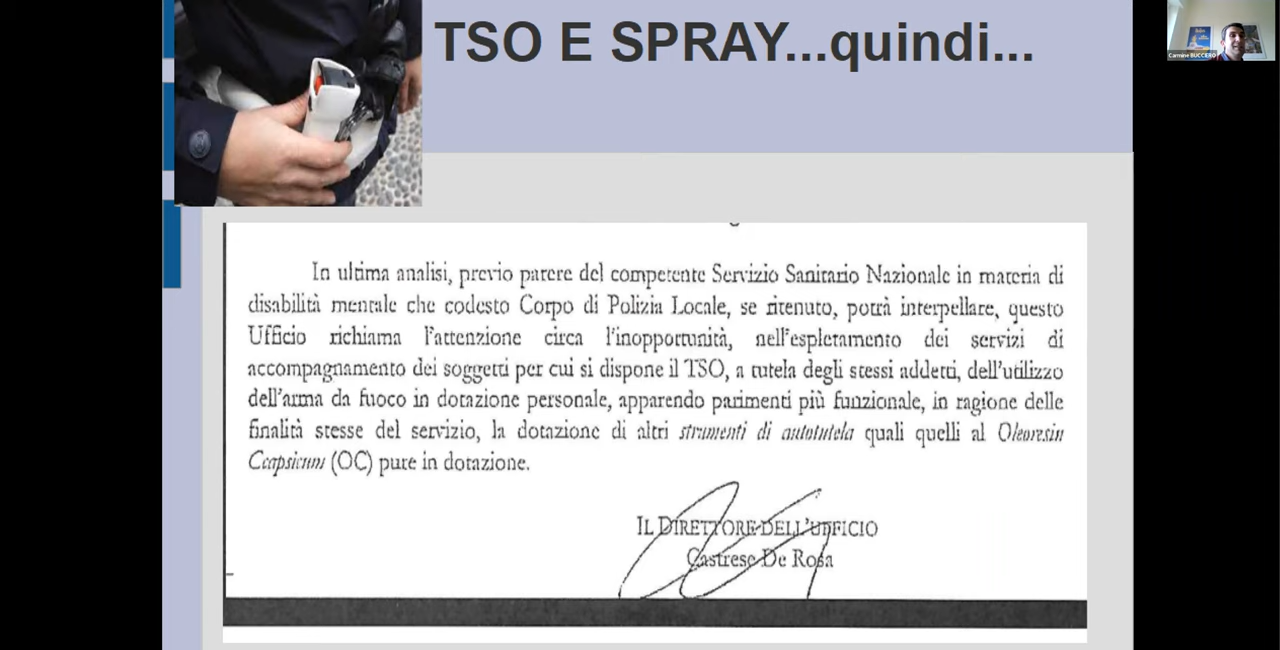 TSO E SPRAY...quindi...
Carmine BUCCERO
In ultima analisi, previo parere del competente Servizio Sanitario Nazionale in materia di
disabilità mentale che codesto Corpo di Polizia Locale, se ritenuto, potrà interpellare, questo
Ufficio richiama l'attenzione circa l'inopportunità, nell'espletamento dei servizi di
accompagnamento dei soggetti per cui si dispone il TSO, a tutela degli stessi addetti, dell'utilizzo
dell'arma da fuoco in dotazione personale, apparendo parimenti più funzionale, in ragione delle
finalità stesse del servizio, la dotazione di altri strumenti di autotutela quali quelli al Oleoresin
Ccapsicum (OC) pure in dotazione.
IL DIRETTORE DELL'UFFICIO
Castrese De Rosa